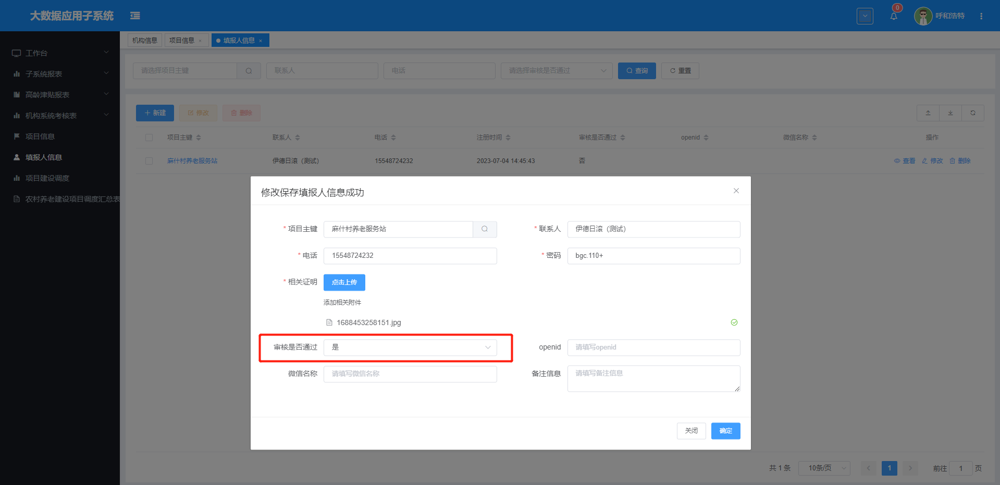 大数据应用子系统
0
呼和浩特
工作台
子系统报表
高龄津贴报表
机构系统考核表
项目信息
填报人信息
项目建设调度
农村养老建设项目调度汇总表
机构信息
项目信息 ×
填报人信息 ×
请选择项目主键
联系人
电话
请选择审核是否通过
查询
重置
新建
修改
删除
项目主键 联系人 电话 注册时间 审核是否通过 openid 微信名称 操作
麻什村养老服务站 伊德日滚（测试） 15548724232 2023-07-04 14:45:43 否 查看 修改 删除
修改保存填报人信息成功
* 项目主键 麻什村养老服务站
* 联系人 伊德日滚（测试）
* 电话 15548724232
* 密码 bgc.110+
* 相关证明 点击上传
添加相关附件
1688453258151.jpg
审核是否通过 是
openid 请填写openid
微信名称 请填写微信名称
备注信息 请填写备注信息
关闭
确定
共 1 条 10条/页 1 前往 1 页